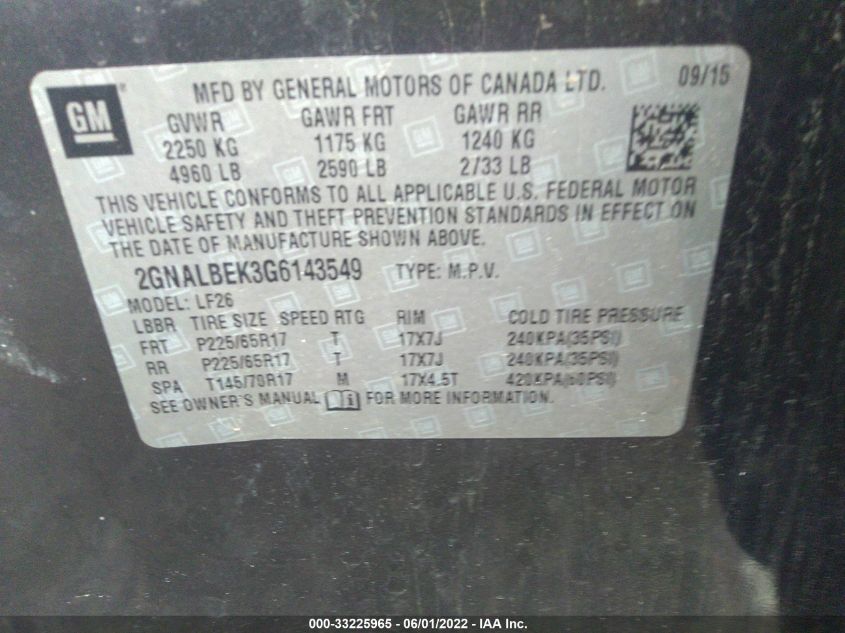 GM
MFD BY GENERAL MOTORS OF CANADA LTD. 09/15
GVWR GAWR FRT GAWR RR
2250 KG 1175 KG 1240 KG
4960 LB 2590 LB 2733 LB
THIS VEHICLE CONFORMS TO ALL APPLICABLE U.S. FEDERAL MOTOR
VEHICLE SAFETY AND THEFT PREVENTION STANDARDS IN EFFECT ON
THE DATE OF MANUFACTURE SHOWN ABOVE.
2GNALBEK3G6143549 TYPE: M.P.V.
MODEL: LF26
LBBR TIRE SIZE SPEED RTG RIM COLD TIRE PRESSURE
FRT P225/65R17 T 17X7J 240KPA(35PSI)
RR P225/65R17 T 17X7J 240KPA(35PSI)
SPA T145/70R17 M 17X4.5T 420KPA(60PSI)
SEE OWNER'S MANUAL FOR MORE INFORMATION.
000-33225965 - 06/01/2022 - IAA Inc.